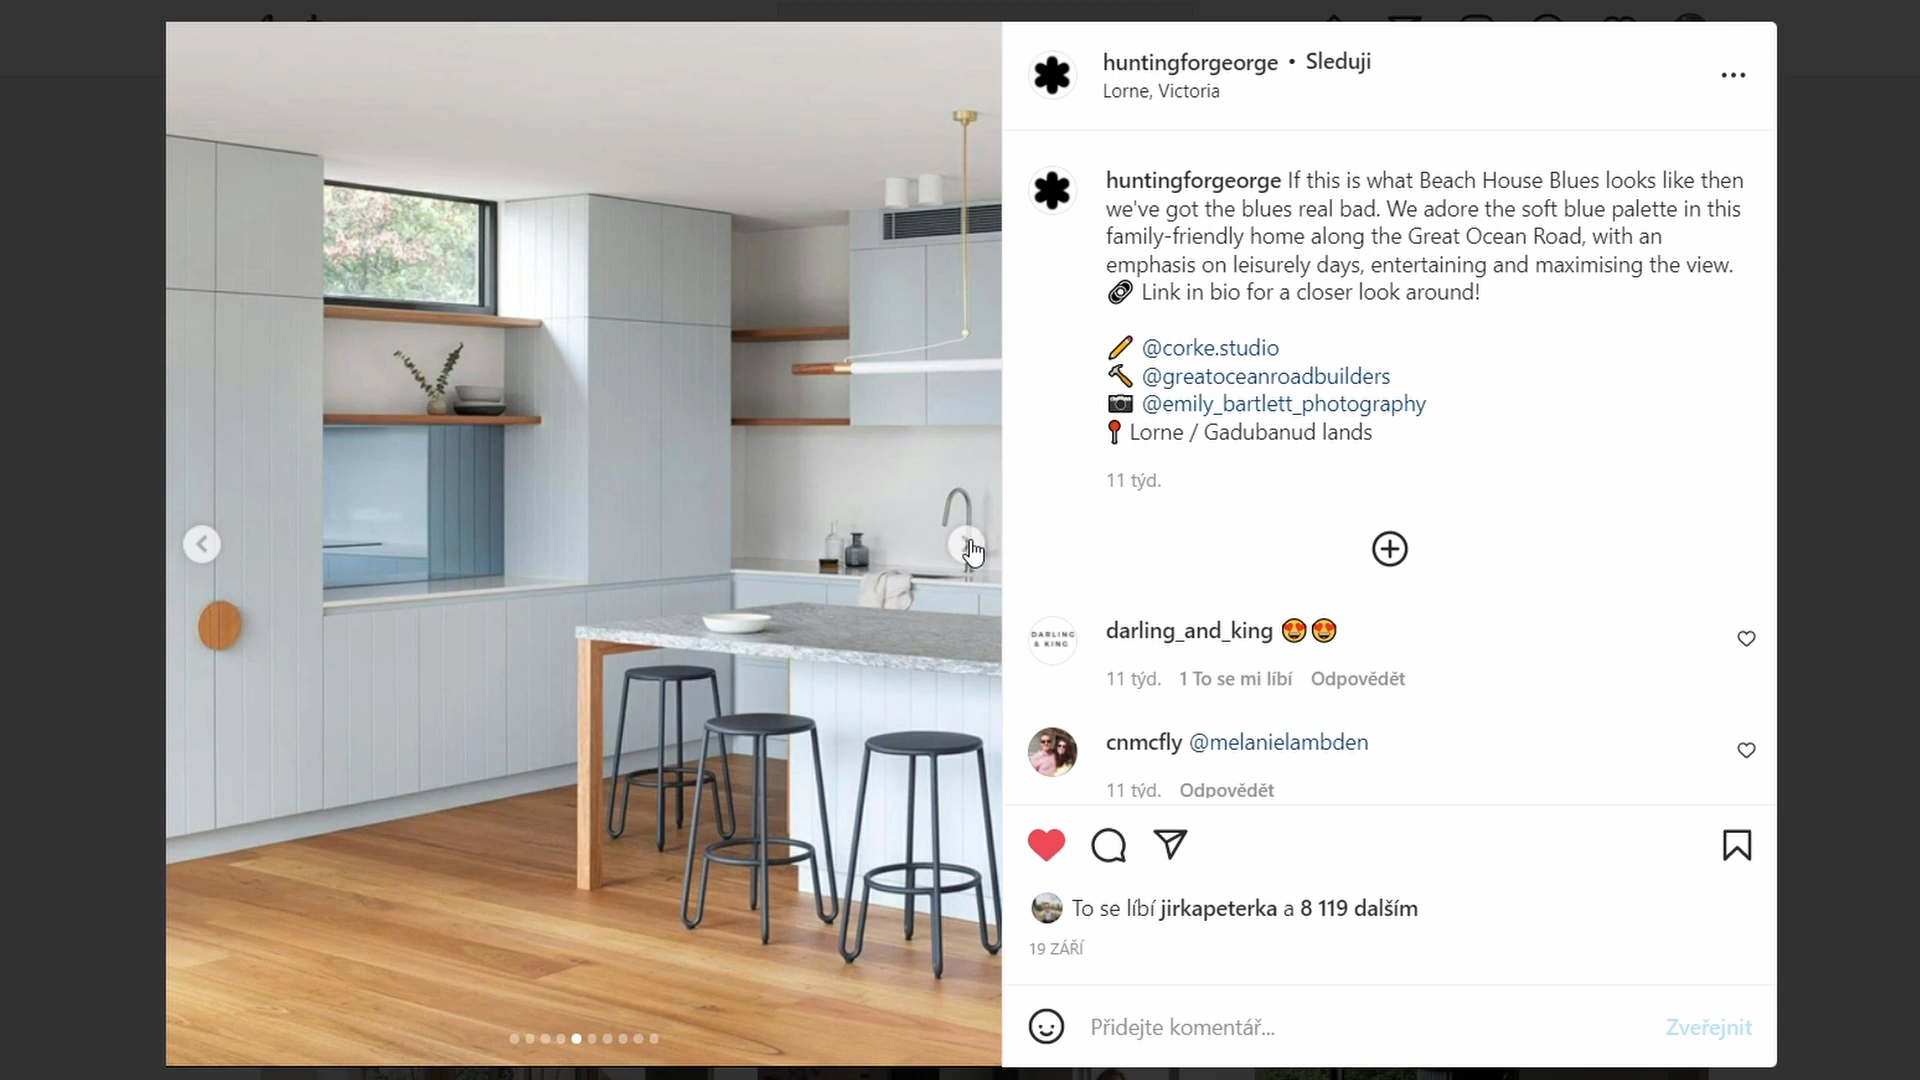 huntingforgeorge • Sleduji
Lorne, Victoria
huntingforgeorge If this is what Beach House Blues looks like then
we've got the blues real bad. We adore the soft blue palette in this
family-friendly home along the Great Ocean Road, with an
emphasis on leisurely days, entertaining and maximising the view.
Link in bio for a closer look around!
@corke.studio
@greatoceanroadbuilders
@emily_bartlett_photography
Lorne / Gadubanud lands
11 týd.
DARLING
& KING
darling_and_king
11 týd. 1 To se mi líbí Odpovědět
cnmcfly @melanielambden
11 týd. Odpovědět
To se líbí jirkapeterka a 8 119 dalším
19 ZÁŘÍ
Přidejte komentář...
Zveřejnit